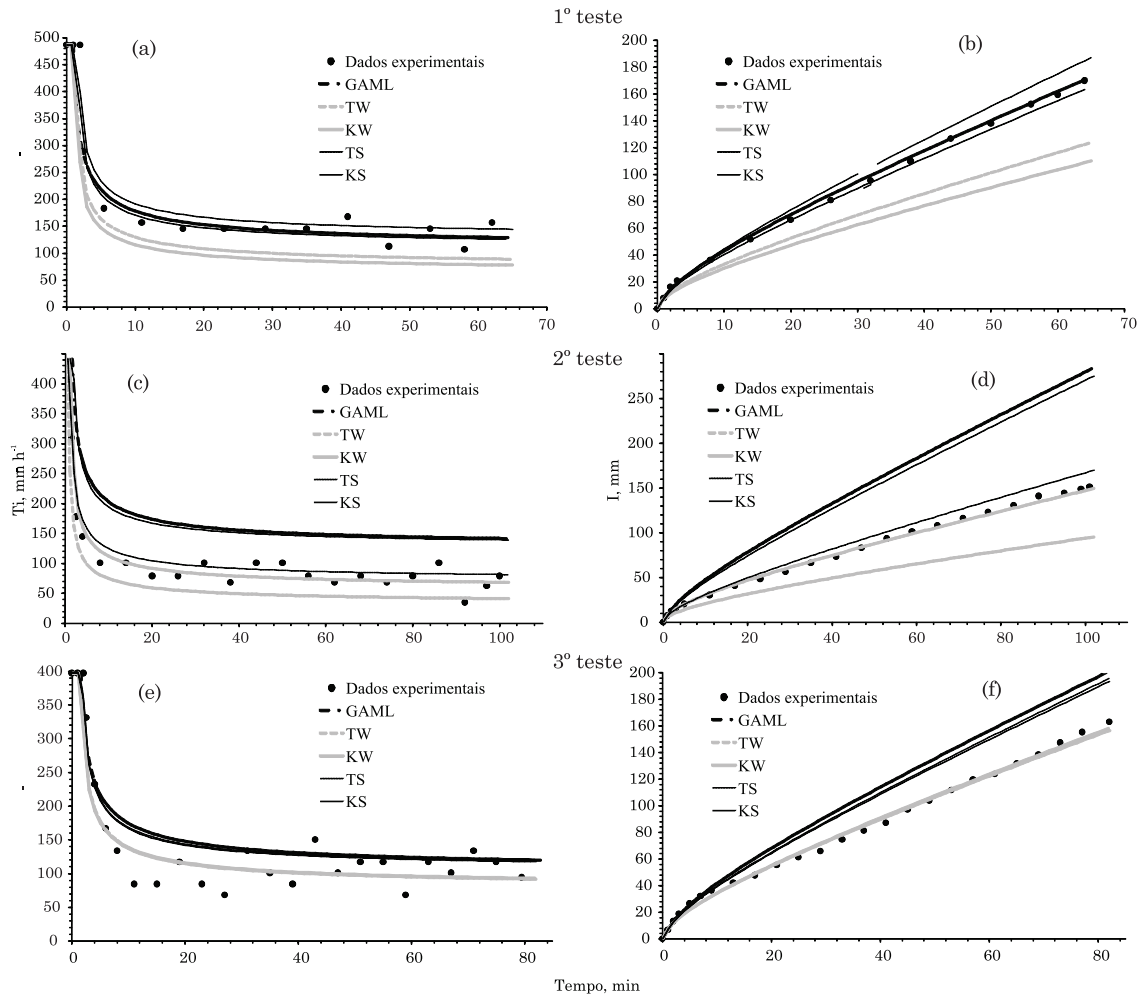 1º teste
(a)
500
450
400
350
300
250
200
150
100
50
0
0 10 20 30 40 50 60 70
Dados experimentais
GAML
TW
KW
TS
KS
(b)
200
180
160
140
120
100
80
60
40
20
0
0 10 20 30 40 50 60 70
Dados experimentais
GAML
TW
KW
TS
KS
2º teste
(c)
Ti, mm h-1
400
350
300
250
200
150
100
50
0
0 20 40 60 80 100
Dados experimentais
GAML
TW
KW
TS
KS
(d)
I, mm
250
200
150
100
50
0
0 20 40 60 80 100
Dados experimentais
GAML
TW
KW
TS
KS
3º teste
(e)
400
350
300
250
200
150
100
50
0
0 20 40 60 80
Dados experimentais
GAML
TW
KW
TS
KS
(f)
200
180
160
140
120
100
80
60
40
20
0
0 20 40 60 80
Dados experimentais
GAML
TW
KW
TS
KS
Tempo, min